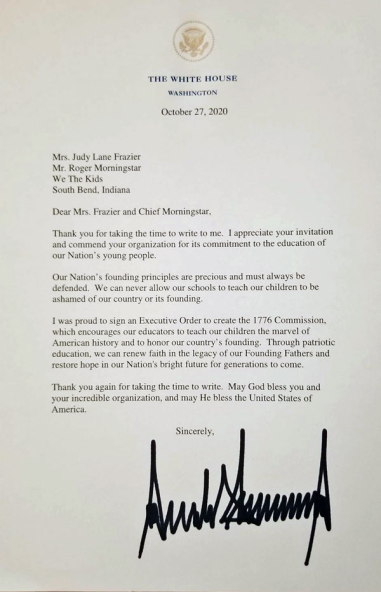 THE WHITE HOUSE
WASHINGTON
October 27, 2020
Mrs. Judy Lane Frazier
Mr. Roger Morningstar
We The Kids
South Bend, Indiana
Dear Mrs. Frazier and Chief Morningstar,
Thank you for taking the time to write to me.  I appreciate your invitation
and commend your organization for its commitment to the education of
our Nation's young people.
Our Nation's founding principles are precious and must always be
defended.  We can never allow our schools to teach our children to be
ashamed of our country or its founding.
I was proud to sign an Executive Order to create the 1776 Commission,
which encourages our educators to teach our children the marvel of
American history and to honor our country's founding.  Through patriotic
education, we can renew faith in the legacy of our Founding Fathers and
restore hope in our Nation's bright future for generations to come.
Thank you again for taking the time to write.  May God bless you and
your incredible organization, and may He bless the United States of
America.
Sincerely,